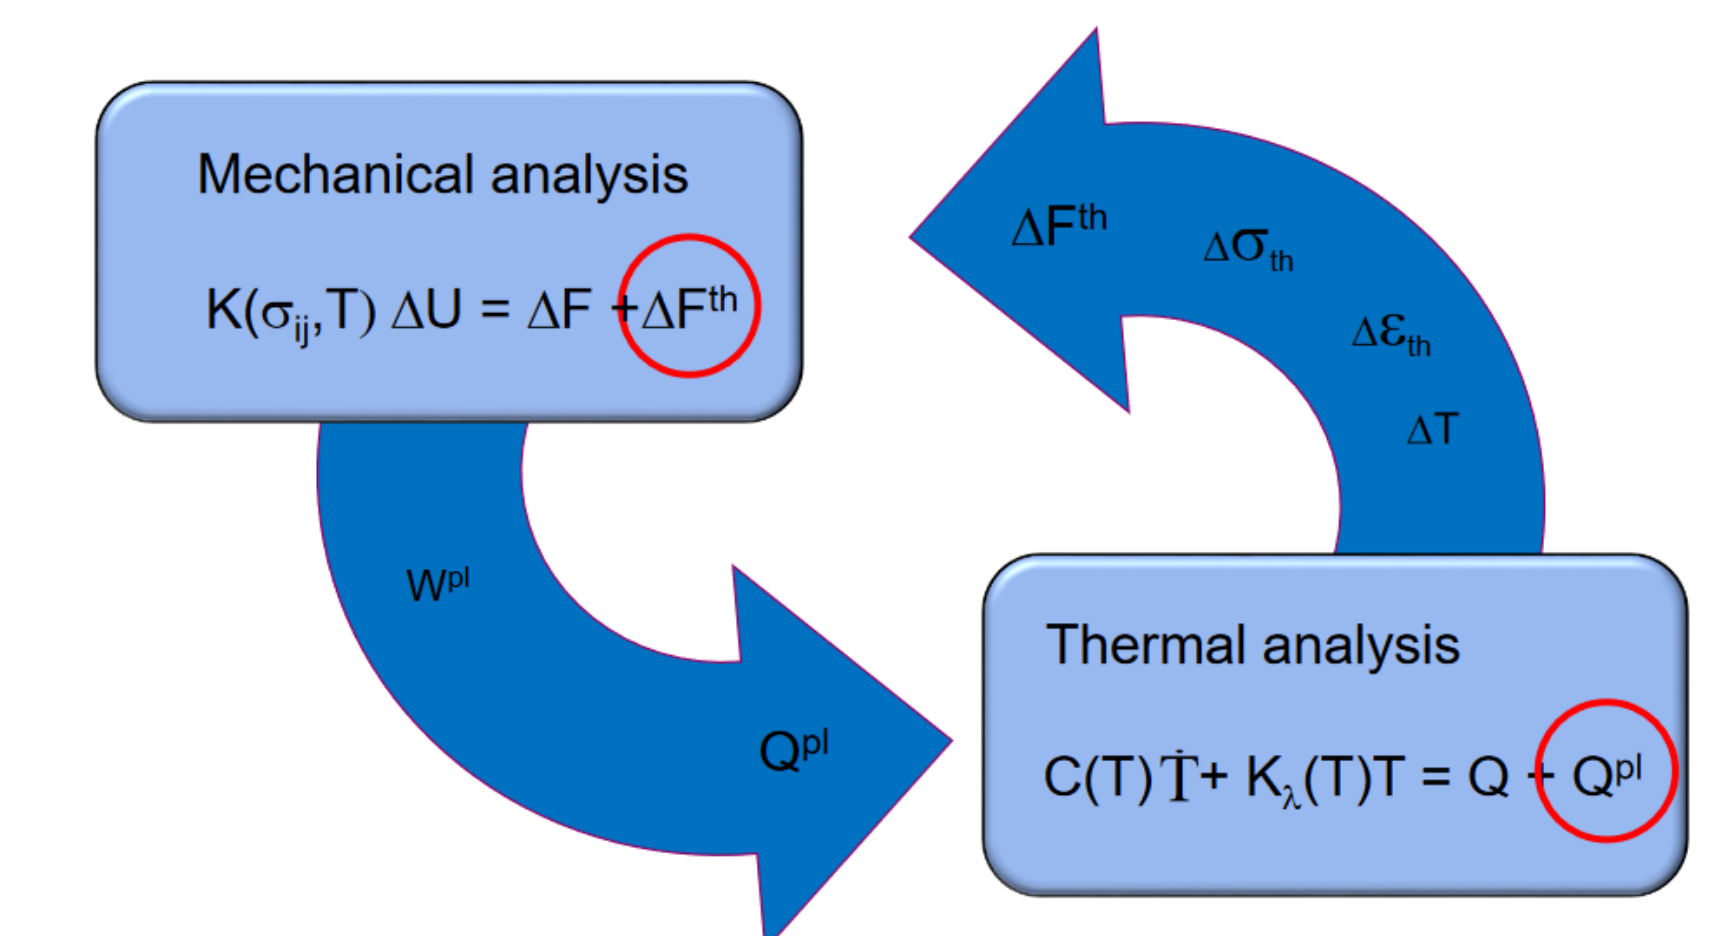 Mechanical analysis
K(σij,T) ΔU = ΔF +ΔFth
ΔFth
Δσth
Δεth
ΔT
Wpl
Qpl
Thermal analysis
C(T) Ṫ+ Kλ(T)T = Q + Qpl